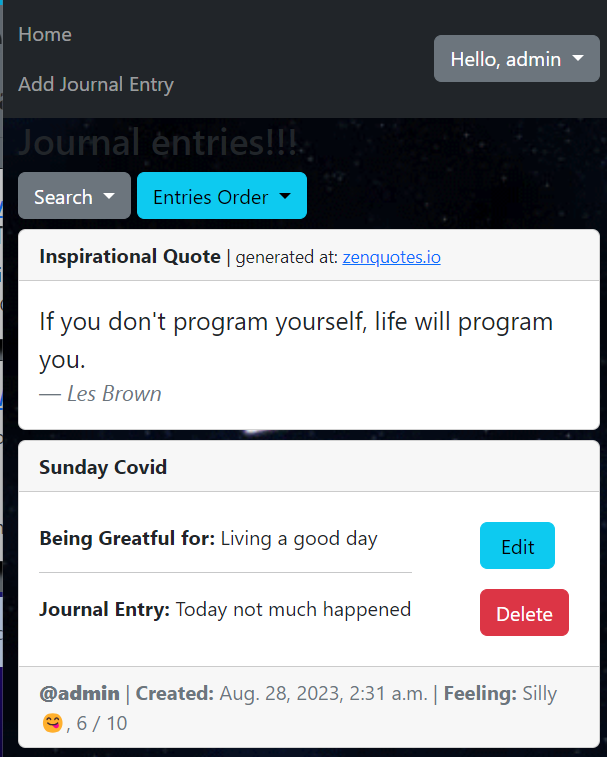 Home
Hello, admin
Add Journal Entry
Journal entries!!!
Search
Entries Order
Inspirational Quote | generated at: zenquotes.io
If you don't program yourself, life will program
you.
— Les Brown
Sunday Covid
Being Greatful for: Living a good day
Edit
Journal Entry: Today not much happened
Delete
@admin | Created: Aug. 28, 2023, 2:31 a.m. | Feeling: Silly
😋, 6 / 10